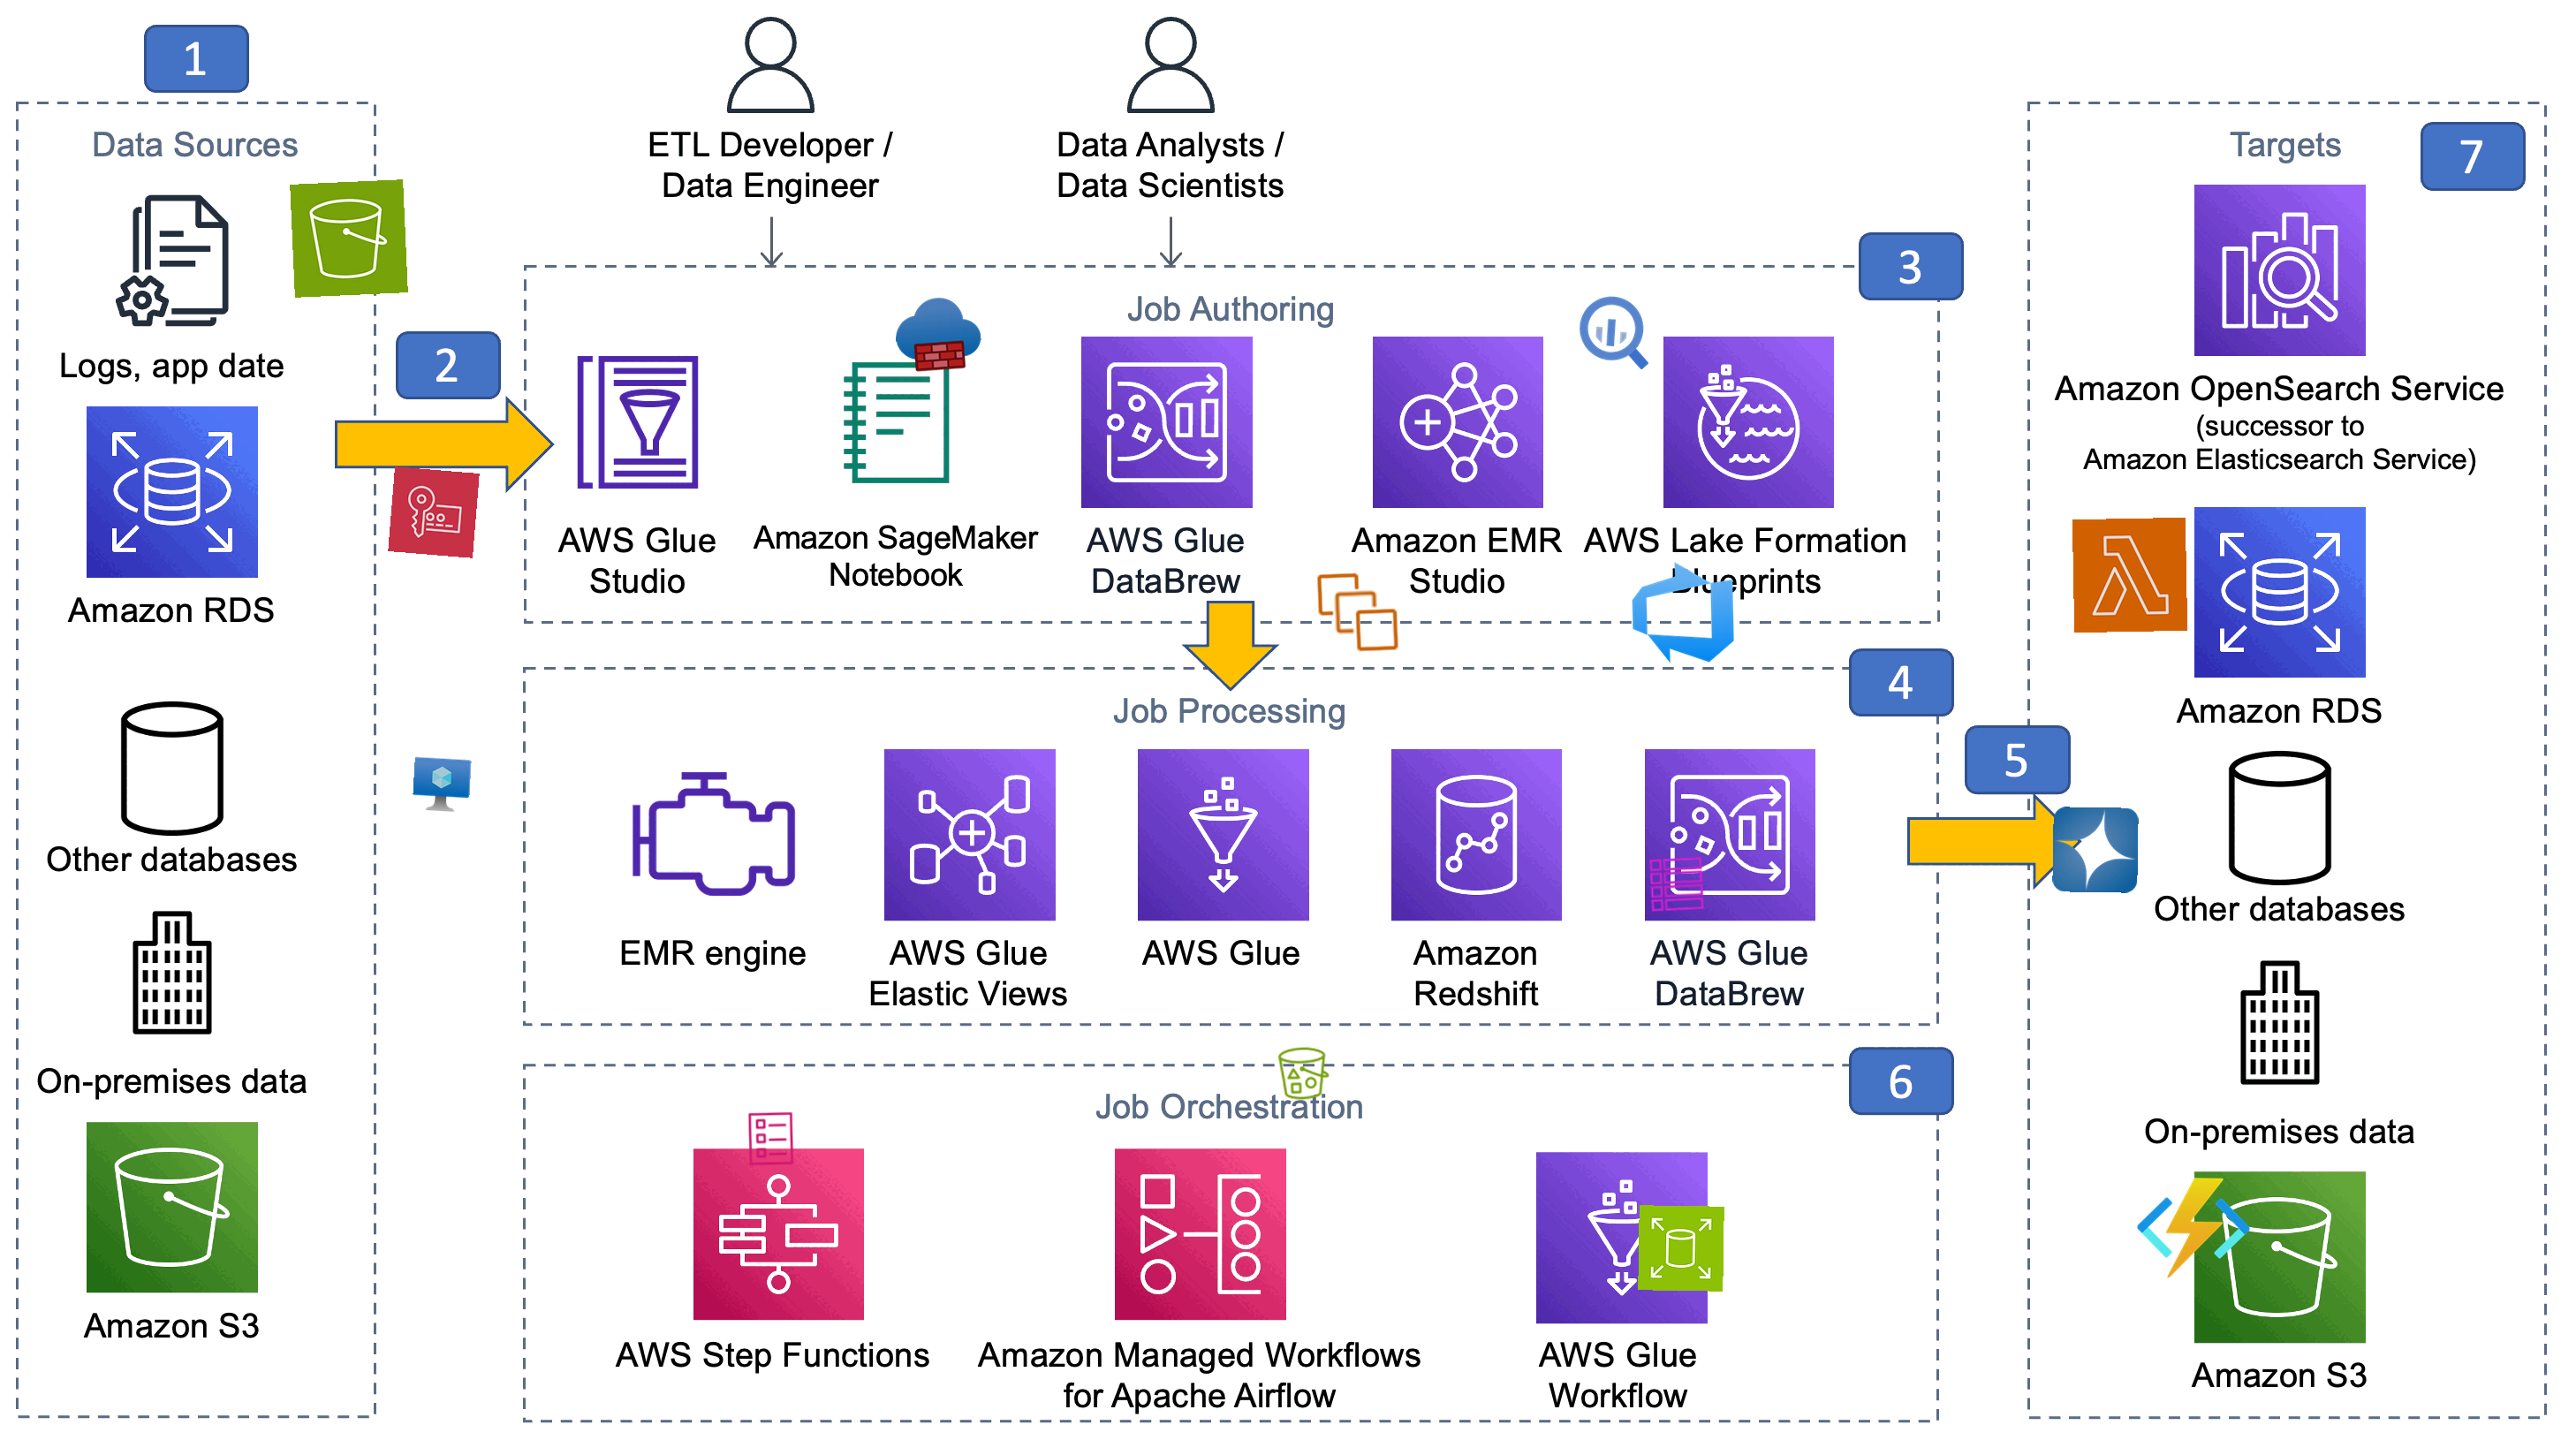 1
Data Sources
Logs, app date
Amazon RDS
Other databases
On-premises data
Amazon S3
2
ETL Developer /
Data Engineer
Data Analysts /
Data Scientists
3
Job Authoring
AWS Glue
Studio
Amazon SageMaker
Notebook
AWS Glue
DataBrew
Amazon EMR
Studio
AWS Lake Formation
Blueprints
4
Job Processing
EMR engine
AWS Glue
Elastic Views
AWS Glue
Amazon
Redshift
AWS Glue
DataBrew
5
6
Job Orchestration
AWS Step Functions
Amazon Managed Workflows
for Apache Airflow
AWS Glue
Workflow
7
Targets
Amazon OpenSearch Service
(successor to
Amazon Elasticsearch Service)
Amazon RDS
Other databases
On-premises data
Amazon S3